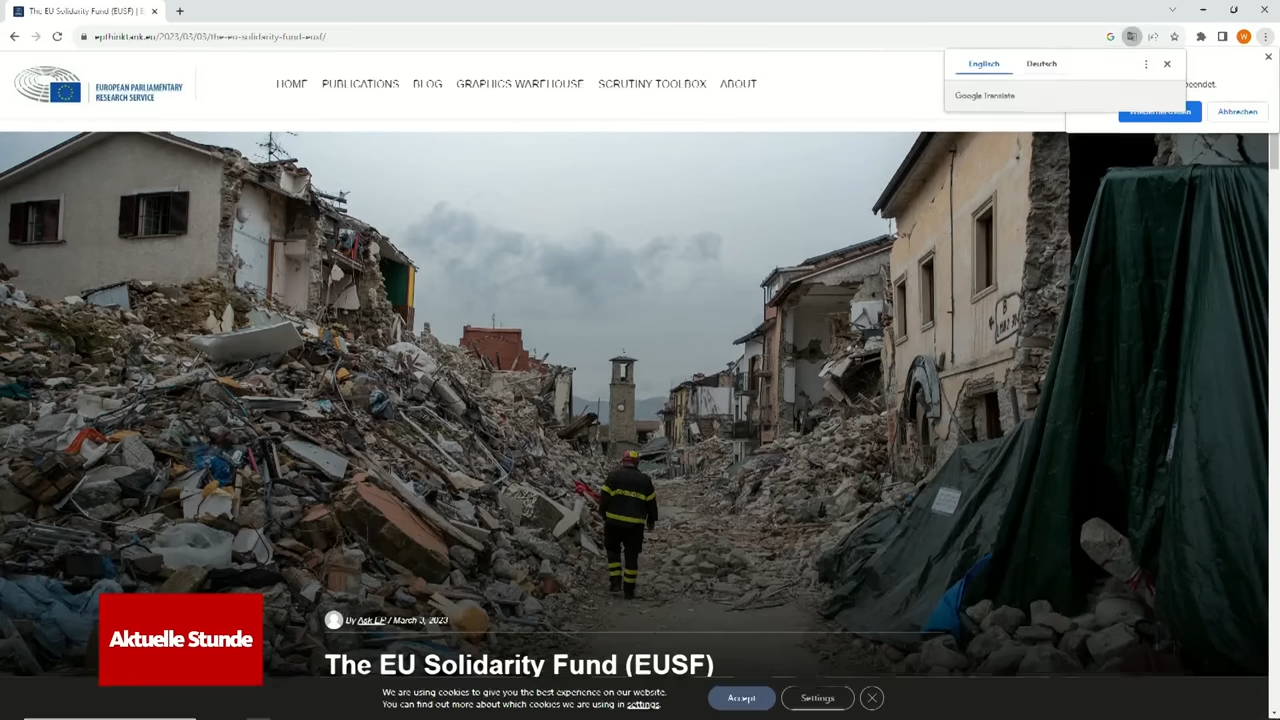 The EU Solidarity Fund (EUSF) | E
epthinktank.eu/2023/03/03/the-eu-solidarity-fund-eusf/
W
Englisch Deutsch
Google Translate
Abbrechen
EUROPEAN PARLIAMENTARY
RESEARCH SERVICE
HOME PUBLICATIONS BLOG GRAPHICS WAREHOUSE SCRUTINY TOOLBOX ABOUT
Aktuelle Stunde
By Ask EP / March 3, 2023
The EU Solidarity Fund (EUSF)
We are using cookies to give you the best experience on our website.
You can find out more about which cookies we are using in settings.
Accept Settings